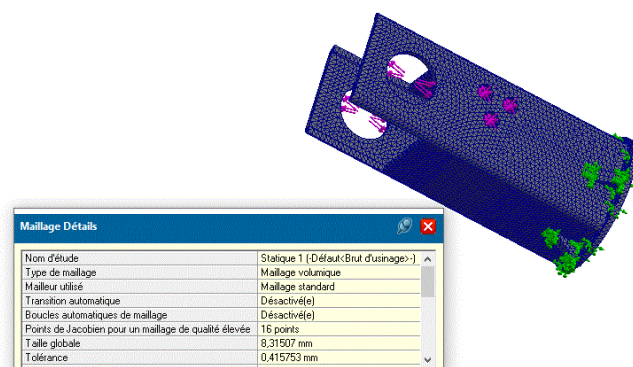 Maillage Détails
Nom d'étude Statique 1 (-Défaut<Brut d'usinage>-)
Type de maillage Maillage volumique
Mailleur utilisé Maillage standard
Transition automatique Désactivé(e)
Boucles automatiques de maillage Désactivé(e)
Points de Jacobien pour un maillage de qualité élevée 16 points
Taille globale 8,31507 mm
Tolérance 0,415753 mm